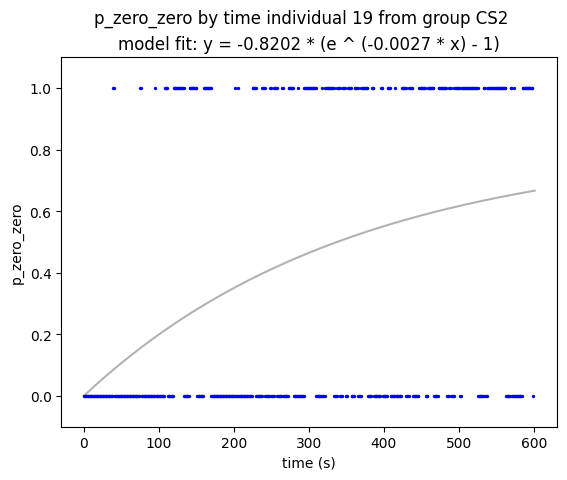 p_zero_zero by time individual 19 from group CS2
model fit: y = -0.8202 * (e ^ (-0.0027 * x) - 1)
1.0
0.8
0.6
0.4
0.2
0.0
p_zero_zero
0 100 200 300 400 500 600
time (s)